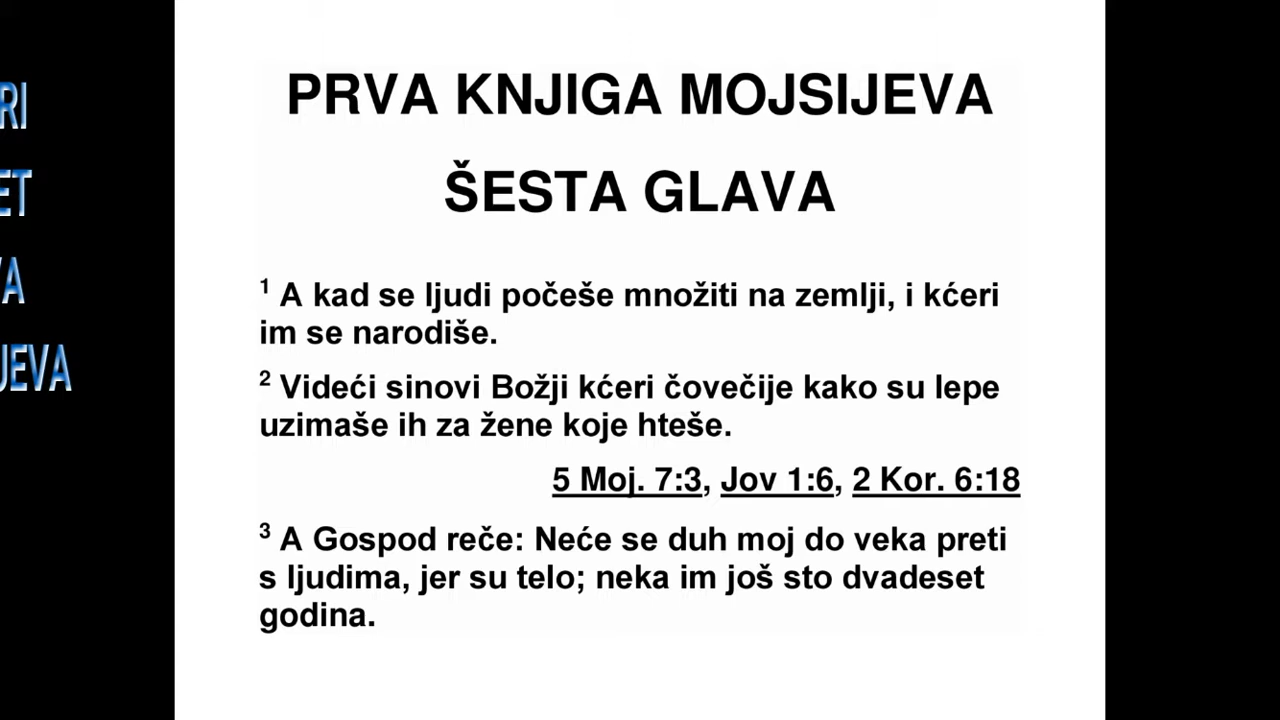 PRVA KNJIGA MOJSIJEVA
ŠESTA GLAVA
1 A kad se ljudi počeše množiti na zemlji, i kćeri
im se narodiše.
2 Videći sinovi Božji kćeri čovečije kako su lepe
uzimaše ih za žene koje hteše.
5 Moj. 7:3, Jov 1:6, 2 Kor. 6:18
3 A Gospod reče: Neće se duh moj do veka preti
s ljudima, jer su telo; neka im još sto dvadeset
godina.